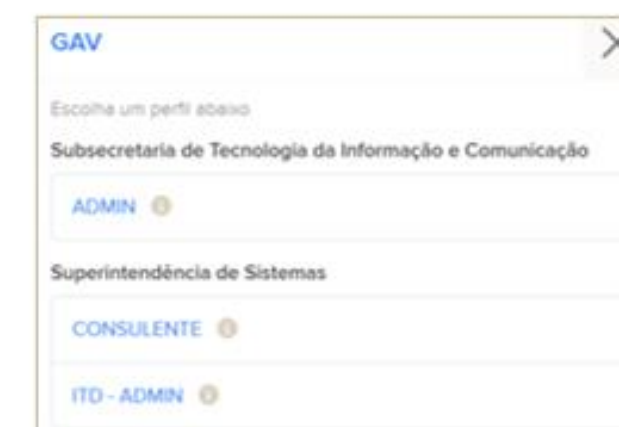 GAV
Escolha um perfil abaixo
Subsecretaria de Tecnologia da Informação e Comunicação
ADMIN
Superintendência de Sistemas
CONSULENTE
ITD - ADMIN